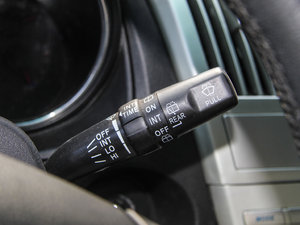 INT
TIME
ON
INT
REAR
OFF
PULL
OFF
INT
LO
HI